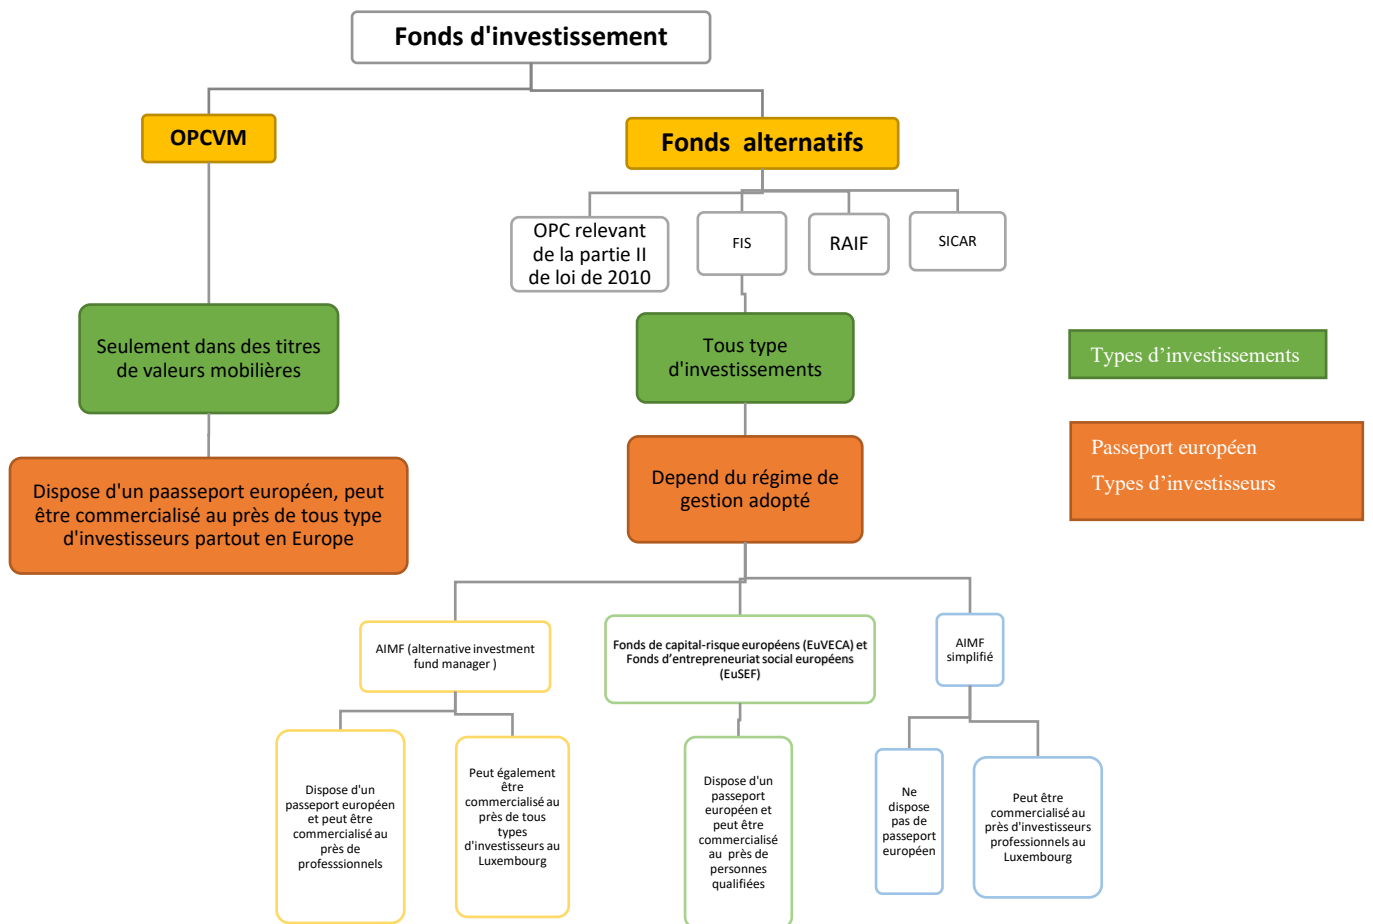 Fonds d'investissement
OPCVM
Fonds  alternatifs
OPC relevant
de la partie II
de loi de 2010
FIS
RAIF
SICAR
Seulement dans des titres
de valeurs mobilières
Tous type
d'investissements
Types d’investissements
Dispose d'un paasseport européen, peut
être commercialisé au près de tous type
d'investisseurs partout en Europe
Depend du régime de
gestion adopté
Passeport européen
Types d’investisseurs
AIMF (alternative investment
fund manager )
Fonds de capital-risque européens (EuVECA) et
Fonds d’entrepreneuriat social européens
(EuSEF)
AIMF
simplifié
Dispose d'un
passeport européen
et peut être
commercialisé au
près de
professsionnels
Peut également
être
commercialisé au
près de tous
types
d'investisseurs au
Luxembourg
Dispose d'un
passeport
européen et
peut être
commercialisé
au  près de
personnes
qualifiées
Ne
dispose
pas de
passeport
européen
Peut être
commercialisé au
près d'investisseurs
professionnels au
Luxembourg